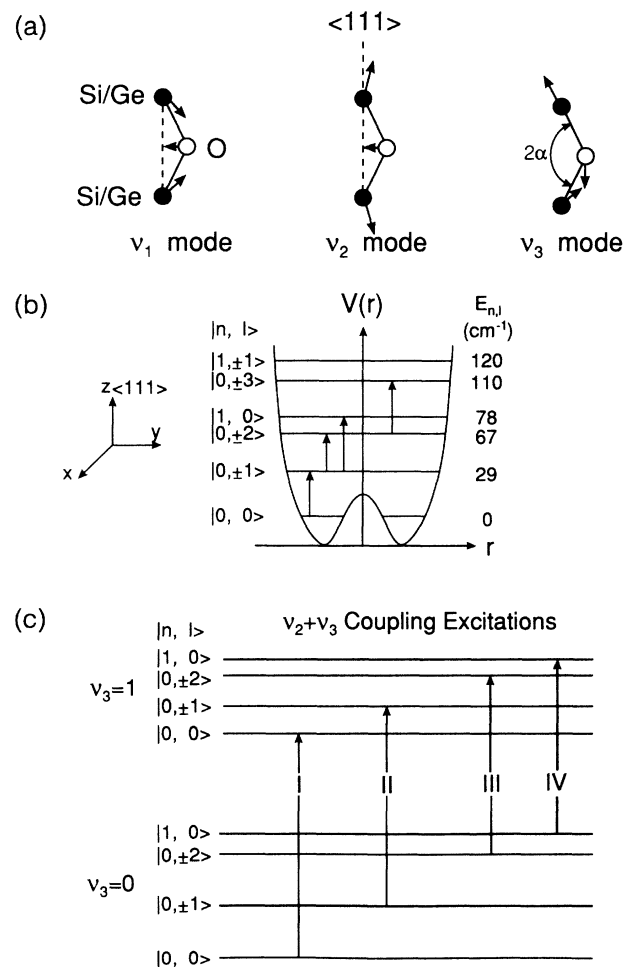 (a)
<111>
Si/Ge
O
Si/Ge
2α
ν₁ mode
ν₂ mode
ν₃ mode
(b)
V(r)
|n, l>
Eₙ,ₗ
(cm⁻¹)
|1,±1> 120
|0,±3> 110
|1, 0> 78
|0,±2> 67
|0,±1> 29
|0, 0> 0
z<111>
y
x
r
(c)
ν₂+ν₃ Coupling Excitations
|n, l>
ν₃=1
|1, 0>
|0,±2>
|0,±1>
|0, 0>
I
II
III
IV
ν₃=0
|1, 0>
|0,±2>
|0,±1>
|0, 0>